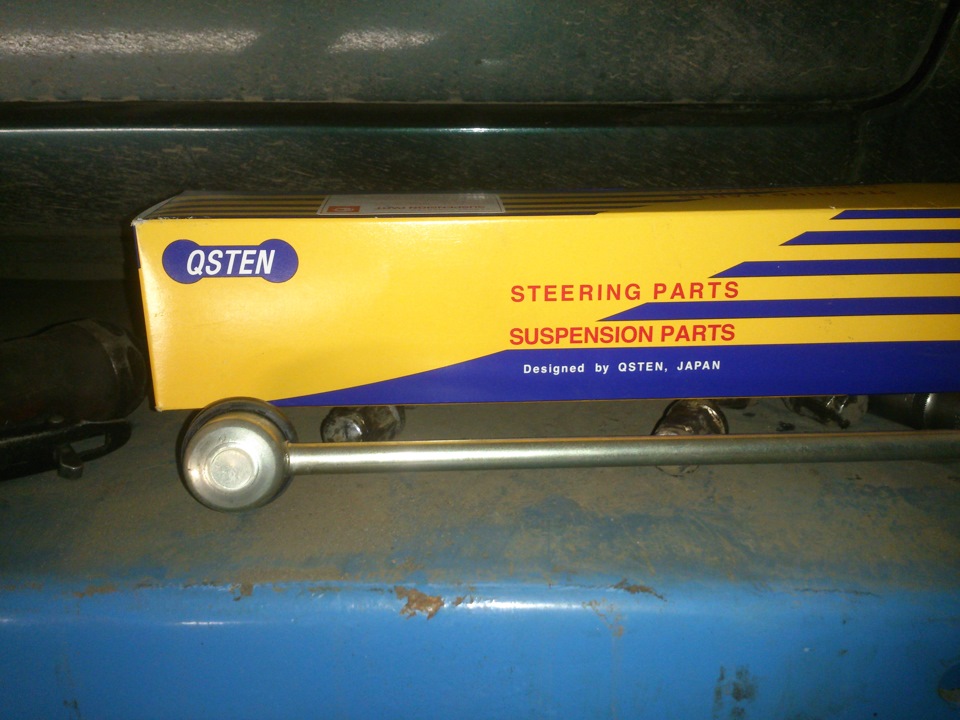 QSTEN
STEERING PARTS
SUSPENSION PARTS
Designed by QSTEN, JAPAN